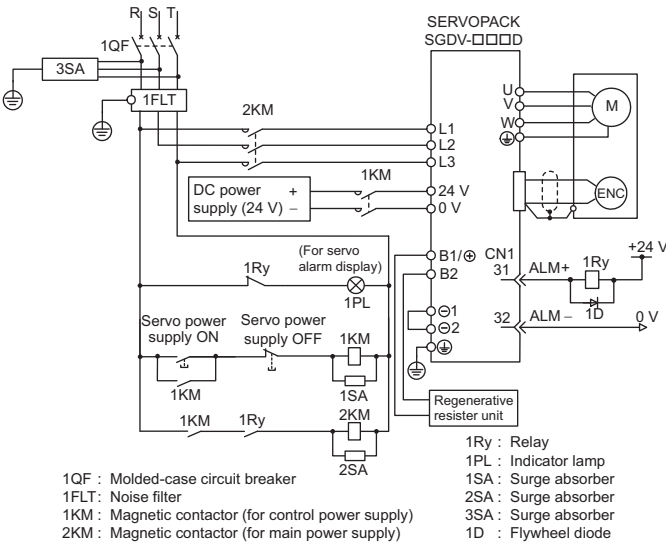 R S T
1QF
3SA
1FLT
2KM
SERVOPACK
SGDV-□□□D
U
V
W
M
L1
L2
L3
1KM
DC power
supply (24 V)
+
−
24 V
0 V
ENC
B1/⊕
B2
CN1
31
ALM+
1Ry
+24 V
1D
32
ALM−
0 V
⊖1
⊖2
(For servo
alarm display)
1Ry
1PL
Servo power
supply ON
Servo power
supply OFF
1KM
1KM
1SA
1KM
1Ry
2KM
2SA
Regenerative
resister unit
1QF : Molded-case circuit breaker
1FLT: Noise filter
1KM : Magnetic contactor (for control power supply)
2KM : Magnetic contactor (for main power supply)
1Ry : Relay
1PL : Indicator lamp
1SA : Surge absorber
2SA : Surge absorber
3SA : Surge absorber
1D : Flywheel diode